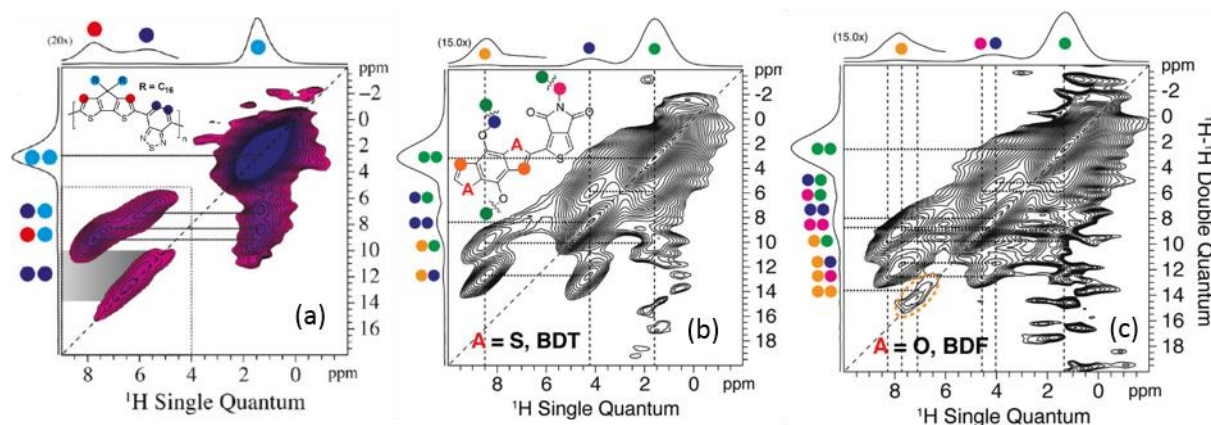 (20x)
ppm
-2
0
2
4
6
8
10
12
14
16
R R
R = C16
S S
N N
S
n
(a)
8 6 4 2 0 ppm
¹H Single Quantum
(15.0x)
ppm
-2
0
2
4
6
8
10
12
14
16
18
N
O O
S
O
A
A
O
A = S, BDT
(b)
8 6 4 2 0 ppm
¹H Single Quantum
(15.0x)
ppm
-2
0
2
4
6
8
10
12
14
16
18
A = O, BDF
(c)
8 6 4 2 0 ppm
¹H Single Quantum
¹H-¹H Double Quantum